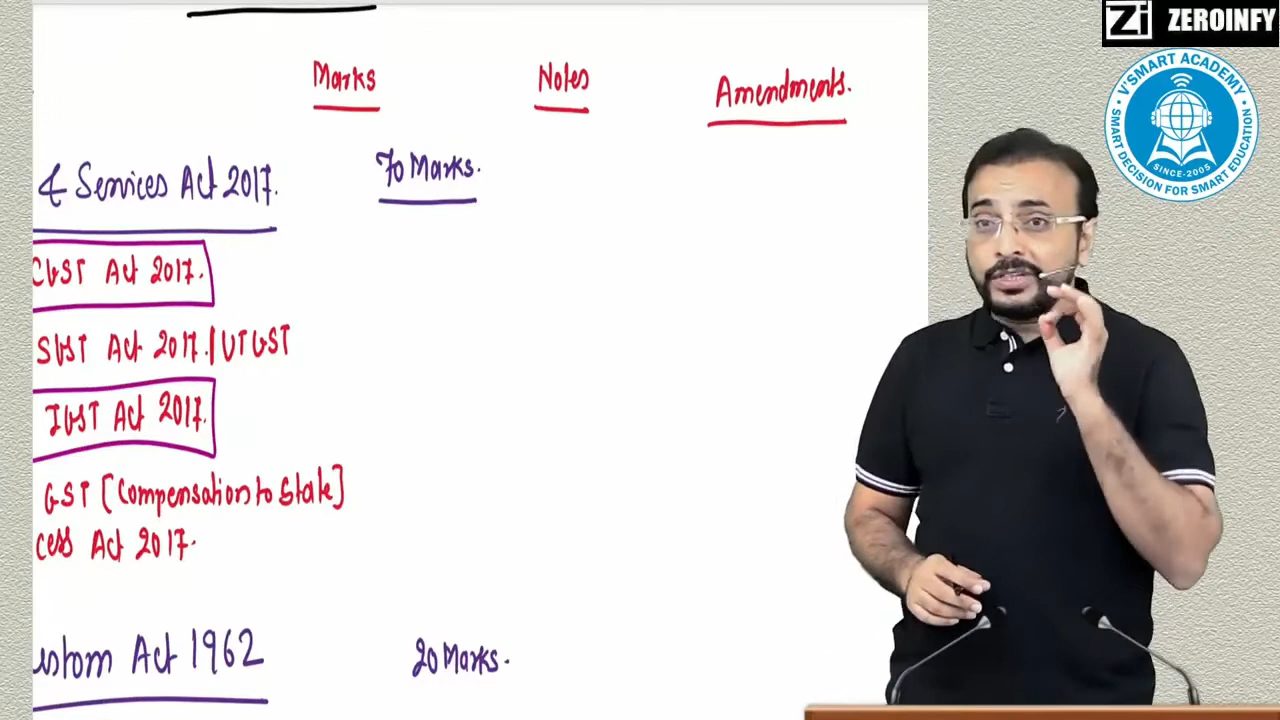 Zi ZEROINFY
V'SMART ACADEMY
SINCE-2005
SMART DECISION FOR SMART EDUCATION
Marks Notes Amendments.
& Services Act 2017. 70 Marks.
CGST Act 2017.
SGST Act 2017./UTGST
IGST Act 2017.
GST [Compensation to State]
cess Act 2017.
ustom Act 1962 20 Marks.